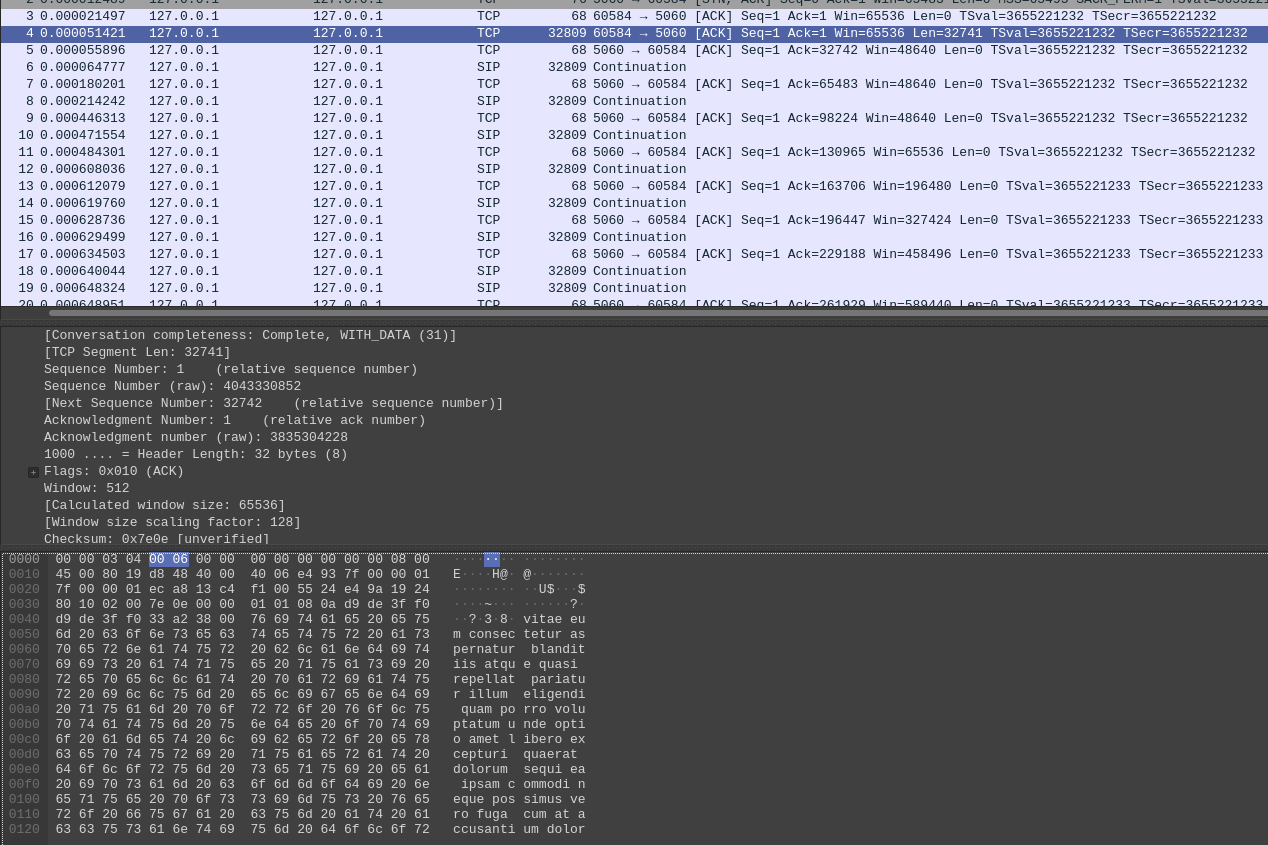 3 0.000021497 127.0.0.1 127.0.0.1 TCP 68 60584 → 5060 [ACK] Seq=1 Ack=1 Win=65536 Len=0 TSval=3655221232 TSecr=3655221232
4 0.000051421 127.0.0.1 127.0.0.1 TCP 32809 60584 → 5060 [ACK] Seq=1 Ack=1 Win=65536 Len=32741 TSval=3655221232 TSecr=3655221232
5 0.000055896 127.0.0.1 127.0.0.1 TCP 68 5060 → 60584 [ACK] Seq=1 Ack=32742 Win=48640 Len=0 TSval=3655221232 TSecr=3655221232
6 0.000064777 127.0.0.1 127.0.0.1 SIP 32809 Continuation
7 0.000180201 127.0.0.1 127.0.0.1 TCP 68 5060 → 60584 [ACK] Seq=1 Ack=65483 Win=48640 Len=0 TSval=3655221232 TSecr=3655221232
8 0.000214242 127.0.0.1 127.0.0.1 SIP 32809 Continuation
9 0.000446313 127.0.0.1 127.0.0.1 TCP 68 5060 → 60584 [ACK] Seq=1 Ack=98224 Win=48640 Len=0 TSval=3655221232 TSecr=3655221232
10 0.000471554 127.0.0.1 127.0.0.1 SIP 32809 Continuation
11 0.000484301 127.0.0.1 127.0.0.1 TCP 68 5060 → 60584 [ACK] Seq=1 Ack=130965 Win=65536 Len=0 TSval=3655221232 TSecr=3655221232
12 0.000608036 127.0.0.1 127.0.0.1 SIP 32809 Continuation
13 0.000612079 127.0.0.1 127.0.0.1 TCP 68 5060 → 60584 [ACK] Seq=1 Ack=163706 Win=196480 Len=0 TSval=3655221233 TSecr=3655221233
14 0.000619760 127.0.0.1 127.0.0.1 SIP 32809 Continuation
15 0.000628736 127.0.0.1 127.0.0.1 TCP 68 5060 → 60584 [ACK] Seq=1 Ack=196447 Win=327424 Len=0 TSval=3655221233 TSecr=3655221233
16 0.000629499 127.0.0.1 127.0.0.1 SIP 32809 Continuation
17 0.000634503 127.0.0.1 127.0.0.1 TCP 68 5060 → 60584 [ACK] Seq=1 Ack=229188 Win=458496 Len=0 TSval=3655221233 TSecr=3655221233
18 0.000640044 127.0.0.1 127.0.0.1 SIP 32809 Continuation
19 0.000648324 127.0.0.1 127.0.0.1 SIP 32809 Continuation
20 0.000648951 127.0.0.1 127.0.0.1 TCP 68 5060 → 60584 [ACK] Seq=1 Ack=261929 Win=589440 Len=0 TSval=3655221233 TSecr=3655221233
[Conversation completeness: Complete, WITH_DATA (31)]
[TCP Segment Len: 32741]
Sequence Number: 1    (relative sequence number)
Sequence Number (raw): 4043330852
[Next Sequence Number: 32742    (relative sequence number)]
Acknowledgment Number: 1    (relative ack number)
Acknowledgment number (raw): 3835304228
1000 .... = Header Length: 32 bytes (8)
Flags: 0x010 (ACK)
Window: 512
[Calculated window size: 65536]
[Window size scaling factor: 128]
Checksum: 0x7e0e [unverified]
0000 00 00 03 04 00 06 00 00 00 00 00 00 00 00 08 00 ········ ········
0010 45 00 80 19 d8 48 40 00 40 06 e4 93 7f 00 00 01 E····H@· @·······
0020 7f 00 00 01 ec a8 13 c4 f1 00 55 24 e4 9a 19 24 ········ ··U$···$
0030 80 10 02 00 7e 0e 00 00 01 01 08 0a d9 de 3f f0 ····~··· ······?·
0040 d9 de 3f f0 33 a2 38 00 76 69 74 61 65 20 65 75 ··?·3·8· vitae eu
0050 6d 20 63 6f 6e 73 65 63 74 65 74 75 72 20 61 73 m consec tetur as
0060 70 65 72 6e 61 74 75 72 20 62 6c 61 6e 64 69 74 pernatur blandit
0070 69 69 73 20 61 74 71 75 65 20 71 75 61 73 69 20 iis atqu e quasi
0080 72 65 70 65 6c 6c 61 74 20 70 61 72 69 61 74 75 repellat pariatu
0090 72 20 69 6c 6c 75 6d 20 65 6c 69 67 65 6e 64 69 r illum eligendi
00a0 20 71 75 61 6d 20 70 6f 72 72 6f 20 76 6f 6c 75 quam po rro volu
00b0 70 74 61 74 75 6d 20 75 6e 64 65 20 6f 70 74 69 ptatum u nde opti
00c0 6f 20 61 6d 65 74 20 6c 69 62 65 72 6f 20 65 78 o amet l ibero ex
00d0 63 65 70 74 75 72 69 20 71 75 61 65 72 61 74 20 cepturi quaerat
00e0 64 6f 6c 6f 72 75 6d 20 73 65 71 75 69 20 65 61 dolorum sequi ea
00f0 20 69 70 73 61 6d 20 63 6f 6d 6d 6f 64 69 20 6e ipsam c ommodi n
0100 65 71 75 65 20 70 6f 73 73 69 6d 75 73 20 76 65 eque pos simus ve
0110 72 6f 20 66 75 67 61 20 63 75 6d 20 61 74 20 61 ro fuga cum at a
0120 63 63 75 73 61 6e 74 69 75 6d 20 64 6f 6c 6f 72 ccusanti um dolor